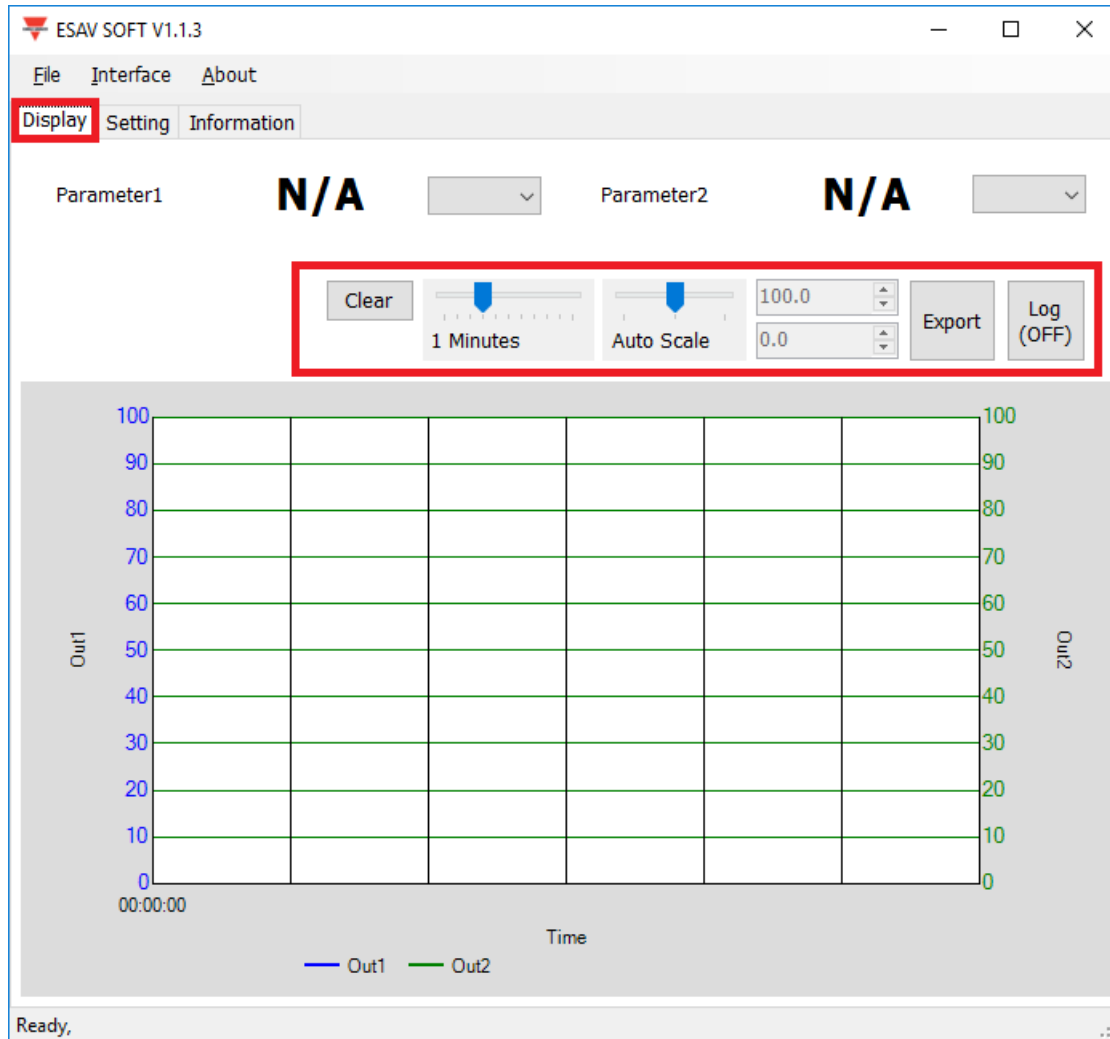 ESAV SOFT V1.1.3
File Interface About
Display Setting Information
Parameter1 N/A Parameter2 N/A
Clear 1 Minutes Auto Scale 100.0 0.0 Export Log (OFF)
100 100
90 90
80 80
70 70
60 60
Out1 50 50 Out2
40 40
30 30
20 20
10 10
0 0
00:00:00
Time
Out1 Out2
Ready,